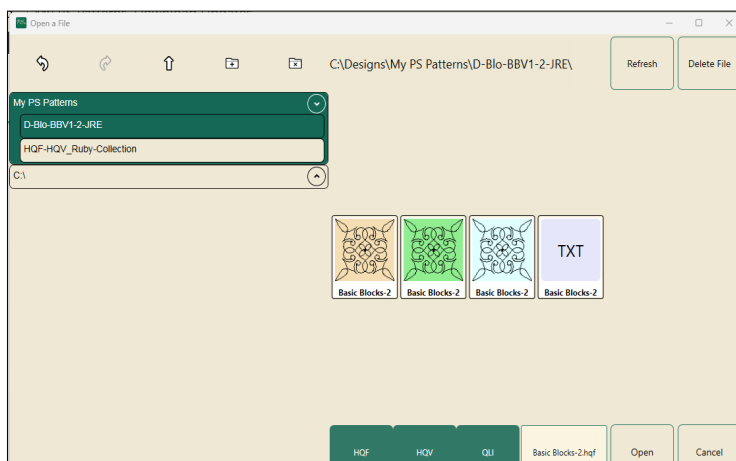 Open a File
C:\Designs\My PS Patterns\D-Blo-BBV1-2-JRE\
Refresh
Delete File
My PS Patterns
D-Blo-BBV1-2-JRE
HQF-HQV_Ruby-Collection
C:\
TXT
Basic Blocks-2
Basic Blocks-2
Basic Blocks-2
Basic Blocks-2
HQF
HQV
QLI
Basic Blocks-2.hqf
Open
Cancel